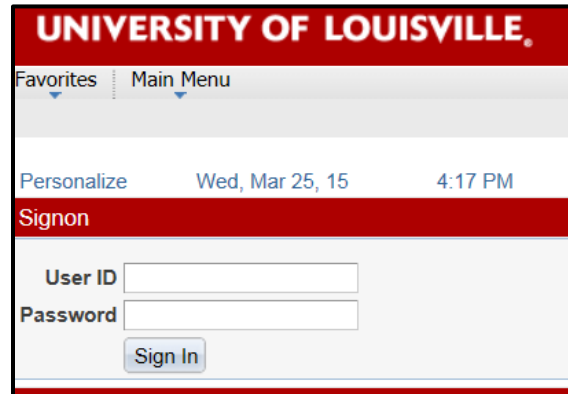 UNIVERSITY OF LOUISVILLE®
Favorites Main Menu
Personalize Wed, Mar 25, 15 4:17 PM
Signon
User ID
Password
Sign In